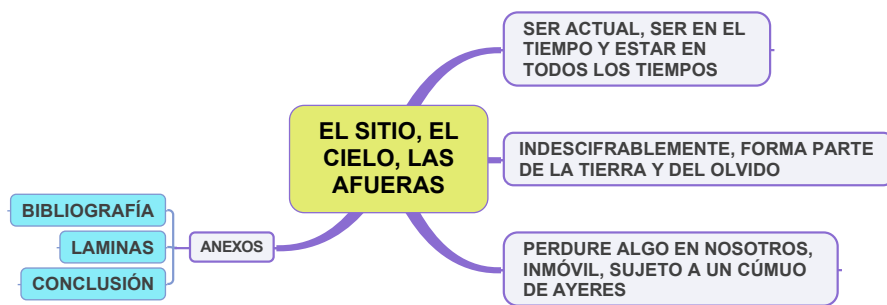 SER ACTUAL, SER EN EL
TIEMPO Y ESTAR EN
TODOS LOS TIEMPOS
EL SITIO, EL
CIELO, LAS
AFUERAS
INDESCIFRABLEMENTE, FORMA PARTE
DE LA TIERRA Y DEL OLVIDO
PERDURE ALGO EN NOSOTROS,
INMÓVIL, SUJETO A UN CÚMUO
DE AYERES
ANEXOS
BIBLIOGRAFÍA
LAMINAS
CONCLUSIÓN